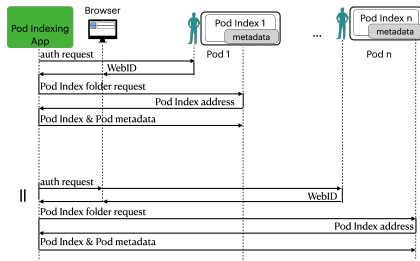 Browser
Pod Indexing
App
Pod Index 1
metadata
...
Pod Index n
metadata
Pod 1
Pod n
auth request
WebID
Pod Index folder request
Pod Index address
Pod Index & Pod metadata
||
auth request
WebID
Pod Index folder request
Pod Index address
Pod Index & Pod metadata